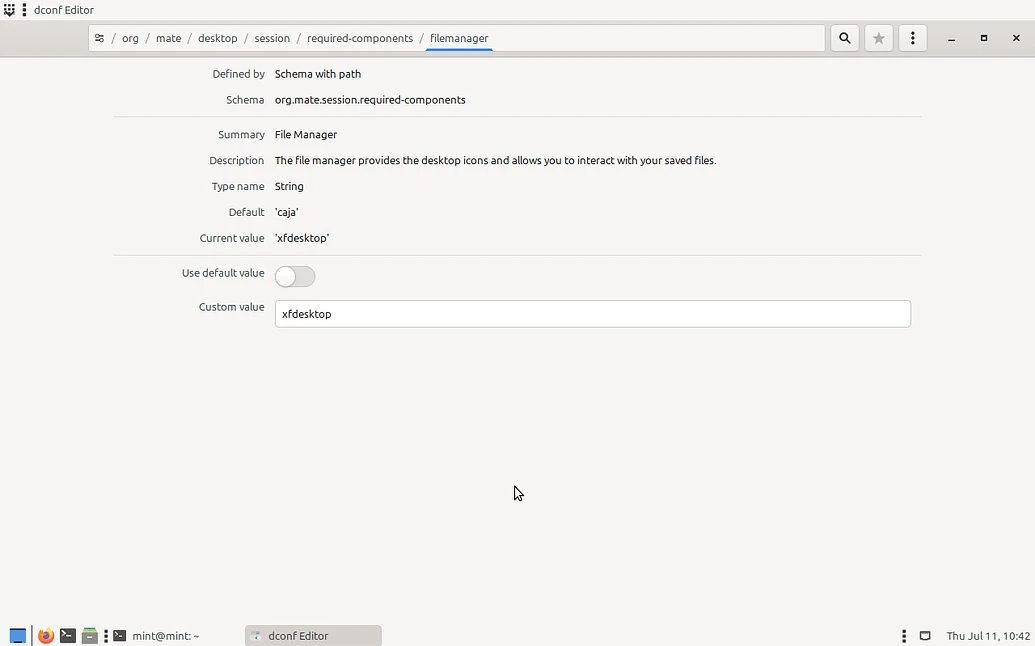 dconf Editor
/ org / mate / desktop / session / required-components / filemanager
Defined by Schema with path
Schema org.mate.session.required-components
Summary File Manager
Description The file manager provides the desktop icons and allows you to interact with your saved files.
Type name String
Default 'caja'
Current value 'xfdesktop'
Use default value
Custom value xfdesktop
mint@mint: ~ dconf Editor Thu Jul 11, 10:42